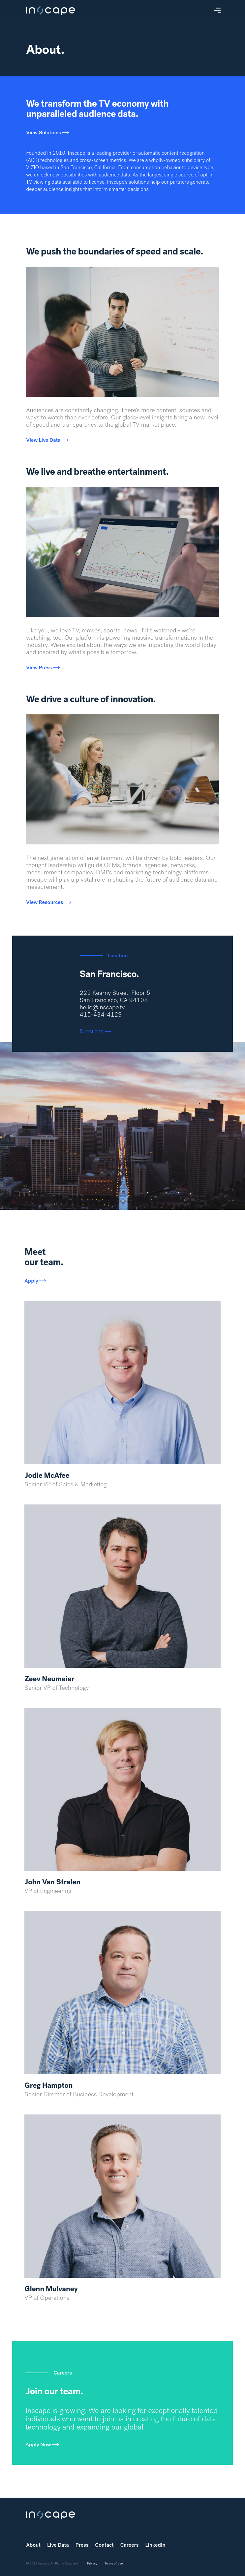 inscape
About.
We transform the TV economy with
unparalleled audience data.
View Solutions
Founded in 2010, Inscape is a leading provider of automatic content recognition
(ACR) technologies and cross-screen metrics. We are a wholly-owned subsidiary of
VIZIO based in San Francisco, California. From consumption behavior to device type,
we unlock new possibilities with audience data. As the largest single source of opt-in
TV viewing data available to license, Inscape's solutions help our partners generate
deeper audience insights that inform smarter decisions.
We push the boundaries of speed and scale.
Audiences are constantly changing. There's more content, sources and
ways to watch than ever before. Our glass-level insights bring a new level
of speed and transparency to the global TV market place.
View Live Data
We live and breathe entertainment.
Like you, we love TV, movies, sports, news. If it's watched - we're
watching, too. Our platform is powering massive transformations in the
industry. We're excited about the ways we are impacting the world today
and inspired by what's possible tomorrow.
View Press
We drive a culture of innovation.
The next generation of entertainment will be driven by bold leaders. Our
thought leadership will guide OEMs, brands, agencies, networks,
measurement companies, DMPs and marketing technology platforms.
Inscape will play a pivotal role in shaping the future of audience data and
measurement.
View Resources
Location
San Francisco.
222 Kearny Street, Floor 5
San Francisco, CA 94108
hello@inscape.tv
415-434-4129
Directions
Meet
our team.
Apply
Jodie McAfee
Senior VP of Sales & Marketing
Zeev Neumeier
Senior VP of Technology
John Van Stralen
VP of Engineering
Greg Hampton
Senior Director of Business Development
Glenn Mulvaney
VP of Operations
Careers
Join our team.
Inscape is growing. We are looking for exceptionally talented
individuals who want to join us in creating the future of data
technology and expanding our global
Apply Now
inscape
About Live Data Press Contact Careers LinkedIn
Inscape. All Rights Reserved. Privacy Terms of Use